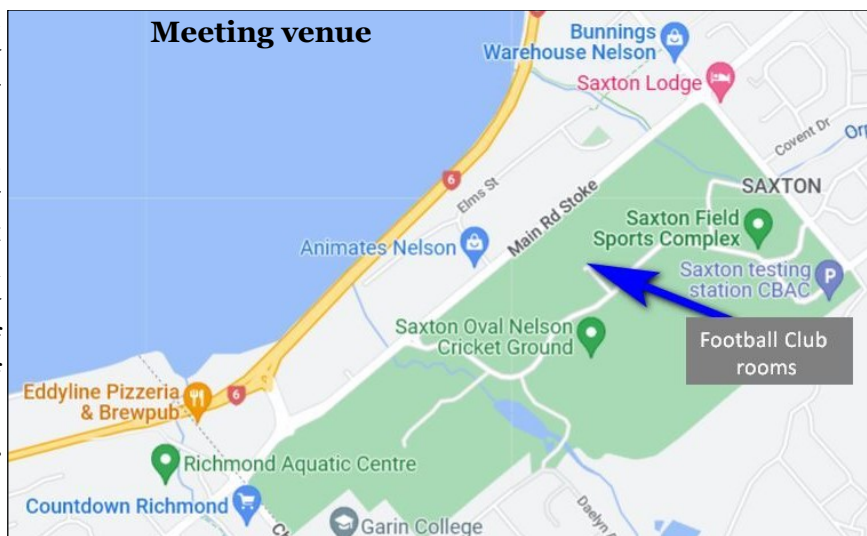 Meeting venue
Bunnings
Warehouse Nelson
Saxton Lodge
Covent Dr
6
Elms St
Main Rd Stoke
SAXTON
Saxton Field
Sports Complex
Animates Nelson
Saxton testing
station CBAC
P
Saxton Oval Nelson
Cricket Ground
Football Club
rooms
Eddyline Pizzeria
& Brewpub
6
Richmond Aquatic Centre
Countdown Richmond
Garin College
Daelyn